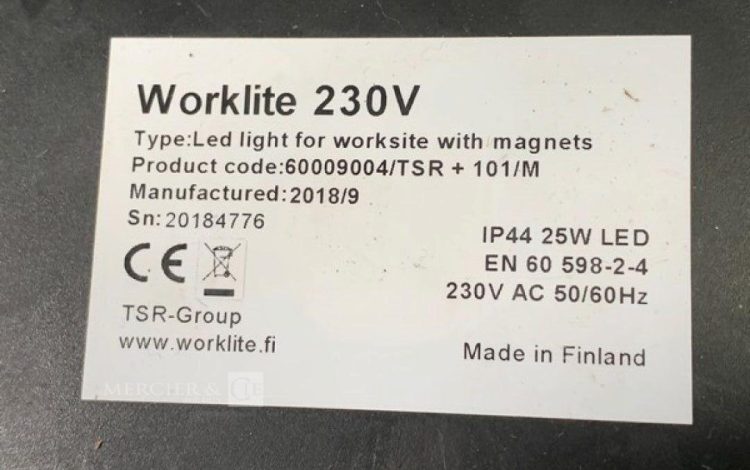 Worklite 230V
Type:Led light for worksite with magnets
Product code:60009004/TSR + 101/M
Manufactured:2018/9
Sn:20184776
CE
IP44 25W LED
EN 60 598-2-4
230V AC 50/60Hz
TSR-Group
www.worklite.fi
Made in Finland
MERCIER & CIE